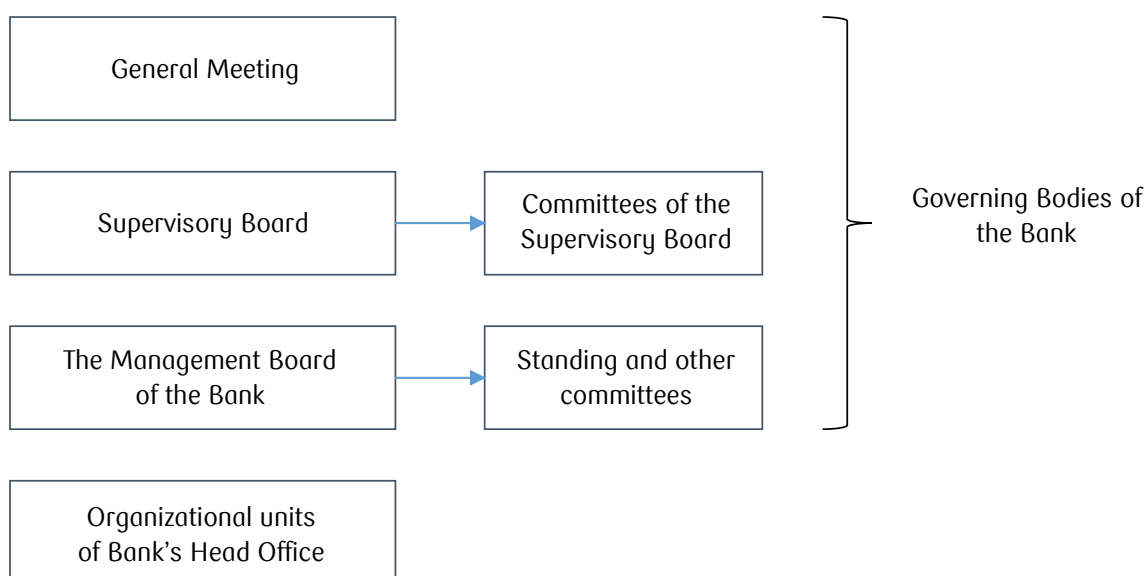 General Meeting
Supervisory Board
Committees of the
Supervisory Board
Governing Bodies of
the Bank
The Management Board
of the Bank
Standing and other
committees
Organizational units
of Bank’s Head Office